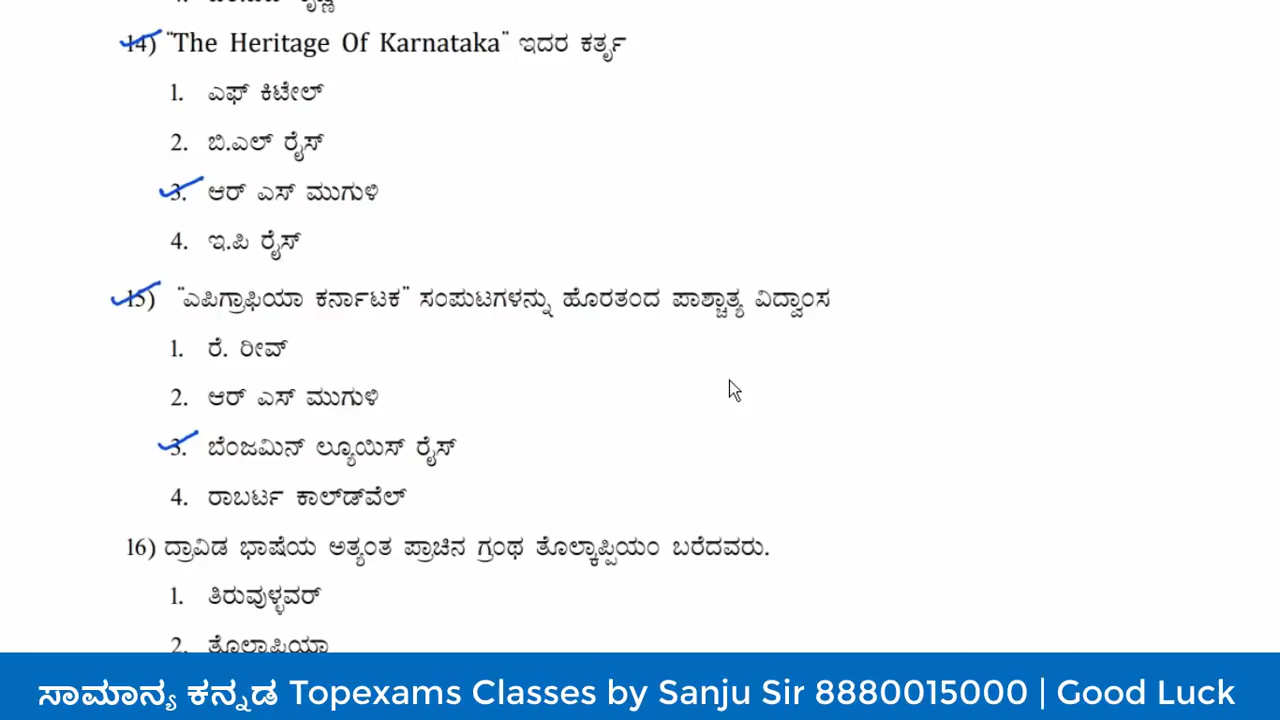 14) "The Heritage Of Karnataka" ಇದರ ಕರ್ತೃ
1. ಎಫ್ ಕಿಟೇಲ್
2. ಬಿ.ಎಲ್ ರೈಸ್
3. ಆರ್ ಎಸ್ ಮುಗುಳಿ
4. ಇ.ಪಿ ರೈಸ್
15) "ಎಪಿಗ್ರಾಫಿಯಾ ಕರ್ನಾಟಕ" ಸಂಪುಟಗಳನ್ನು ಹೊರತಂದ ಪಾಶ್ಚಾತ್ಯ ವಿದ್ವಾಂಸ
1. ರೆ. ರೀವ್
2. ಆರ್ ಎಸ್ ಮುಗುಳಿ
3. ಬೆಂಜಮಿನ್ ಲ್ಯೂಯಿಸ್ ರೈಸ್
4. ರಾಬರ್ಟ ಕಾಲ್ಡ್‌ವೆಲ್
16) ದ್ರಾವಿಡ ಭಾಷೆಯ ಅತ್ಯಂತ ಪ್ರಾಚಿನ ಗ್ರಂಥ ತೊಲ್ಕಾಪ್ಪಿಯಂ ಬರೆದವರು.
1. ತಿರುವುಳ್ಳವರ್
2.
ಸಾಮಾನ್ಯ ಕನ್ನಡ Topexams Classes by Sanju Sir 8880015000 | Good Luck